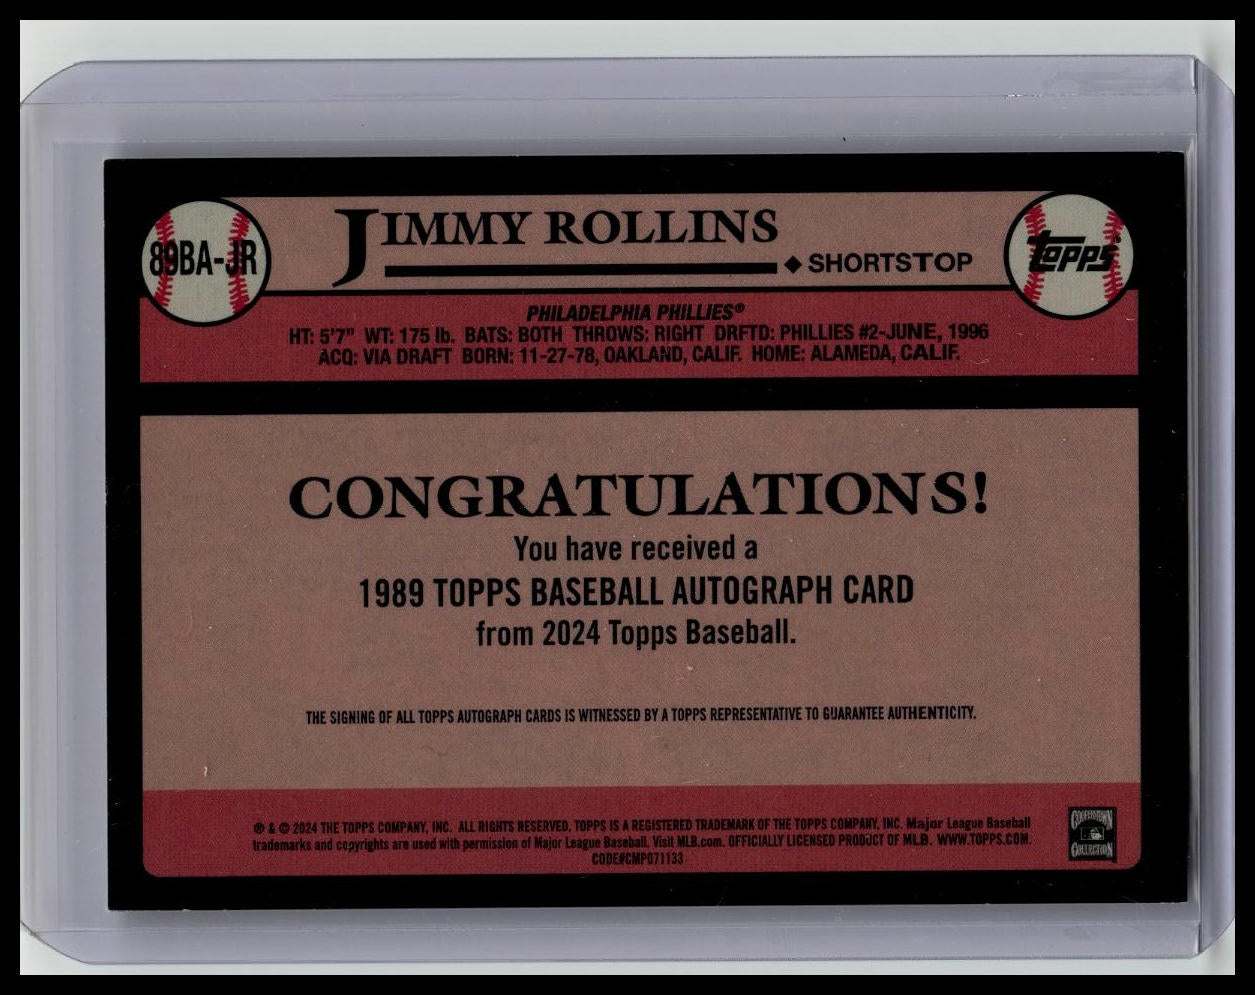 89BA-JR
JIMMY ROLLINS
◆ SHORTSTOP
topps®
PHILADELPHIA PHILLIES®
HT: 5'7" WT: 175 lb. BATS: BOTH THROWS: RIGHT DRFTD: PHILLIES #2-JUNE, 1996
ACQ: VIA DRAFT BORN: 11-27-78, OAKLAND, CALIF. HOME: ALAMEDA, CALIF.
CONGRATULATIONS!
You have received a
1989 TOPPS BASEBALL AUTOGRAPH CARD
from 2024 Topps Baseball.
THE SIGNING OF ALL TOPPS AUTOGRAPH CARDS IS WITNESSED BY A TOPPS REPRESENTATIVE TO GUARANTEE AUTHENTICITY.
® & © 2024 THE TOPPS COMPANY, INC. ALL RIGHTS RESERVED. TOPPS IS A REGISTERED TRADEMARK OF THE TOPPS COMPANY, INC. Major League Baseball
trademarks and copyrights are used with permission of Major League Baseball. Visit MLB.com. OFFICIALLY LICENSED PRODUCT OF MLB. WWW.TOPPS.COM.
CODE#CMP071133
COOPERSTOWN
COLLECTION